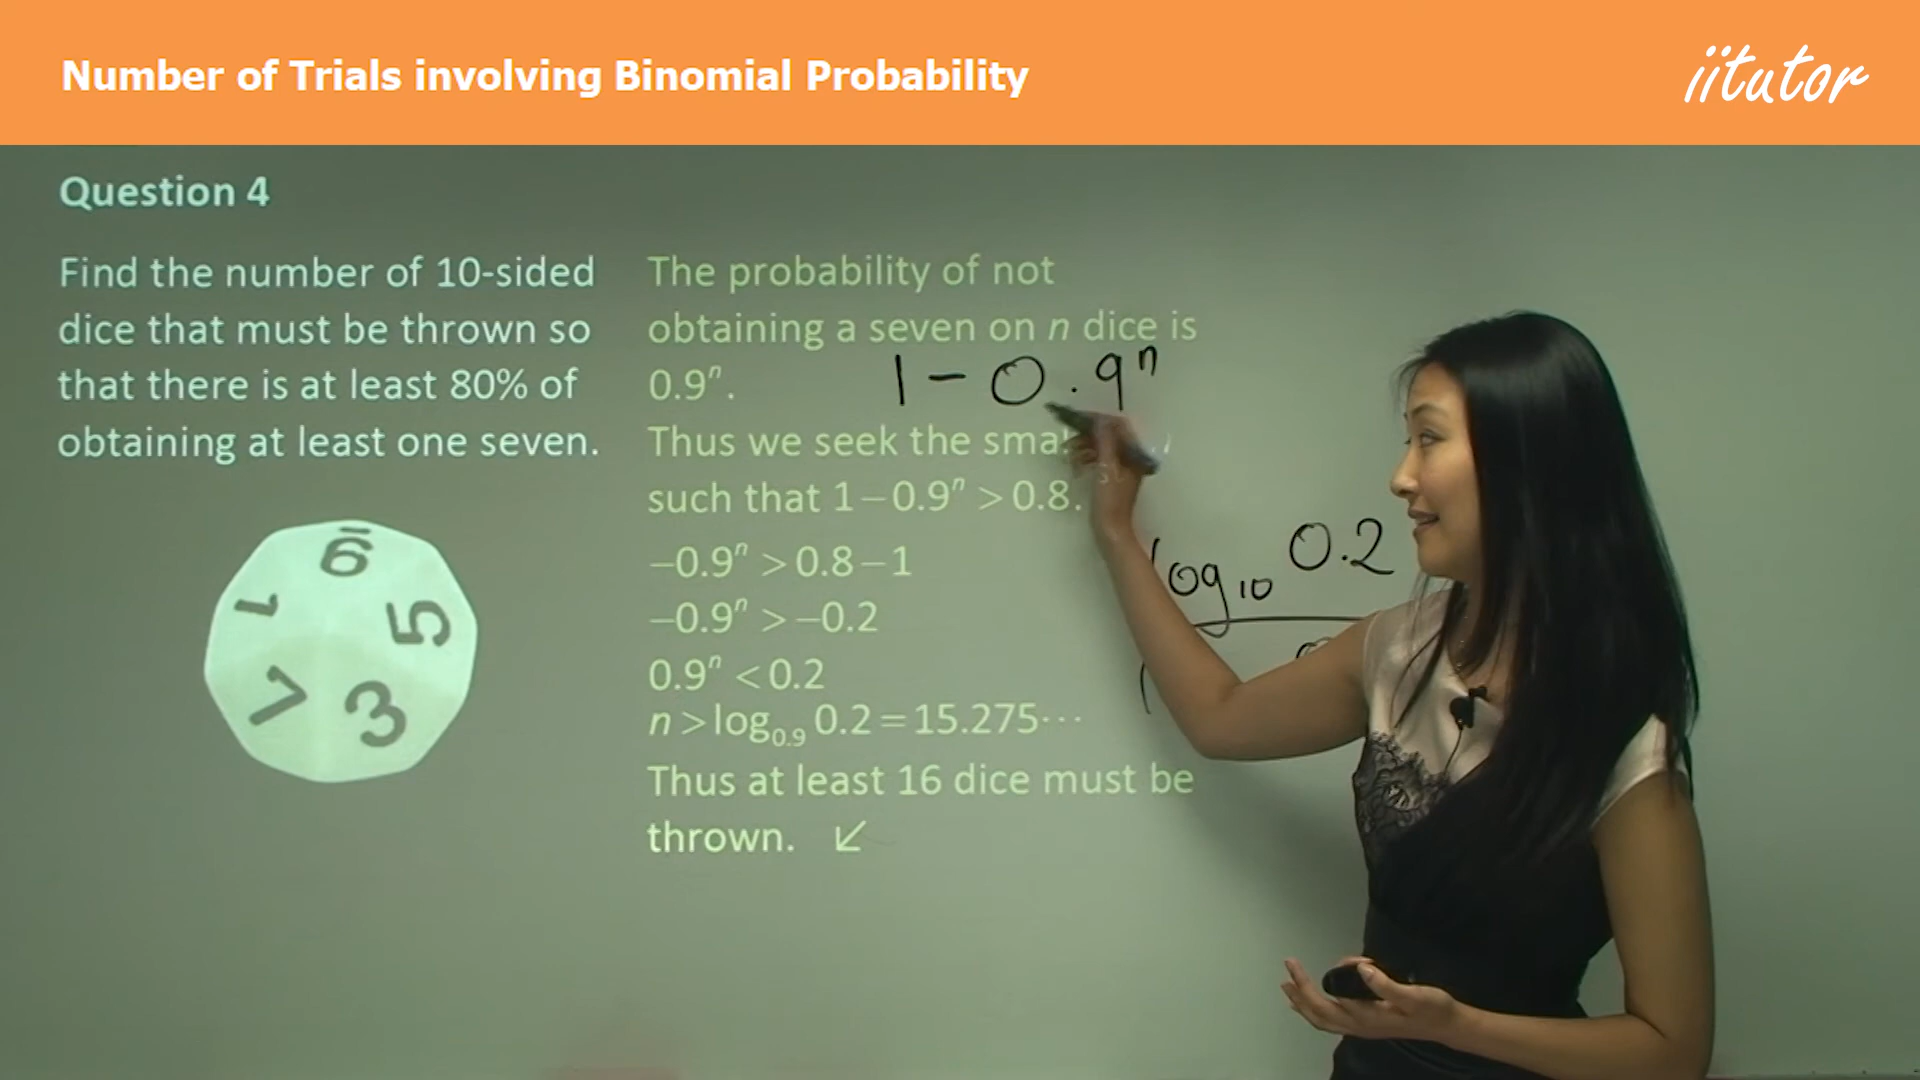 Number of Trials involving Binomial Probability
iitutor
Question 4
Find the number of 10-sided
dice that must be thrown so
that there is at least 80% of
obtaining at least one seven.
The probability of not
obtaining a seven on n dice is
0.9ⁿ.
1 - 0.9ⁿ
Thus we seek the
such that 1−0.9ⁿ >0.8.
−0.9ⁿ >0.8−1
−0.9ⁿ >−0.2
0.9ⁿ <0.2
n>log₀.₉ 0.2=15.275⋯
Thus at least 16 dice must be
thrown. ↙
log₁₀ 0.2
6
1
5
7
3